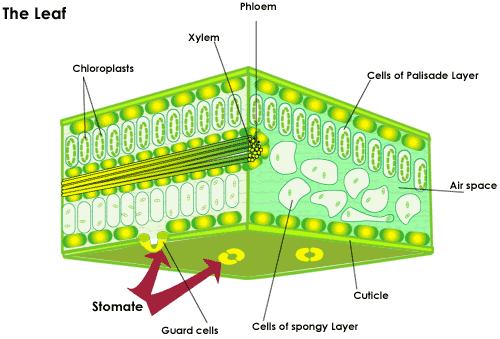 The Leaf
Phloem
Xylem
Chloroplasts
Cells of Palisade Layer
Air space
Cuticle
Stomate
Guard cells
Cells of spongy Layer